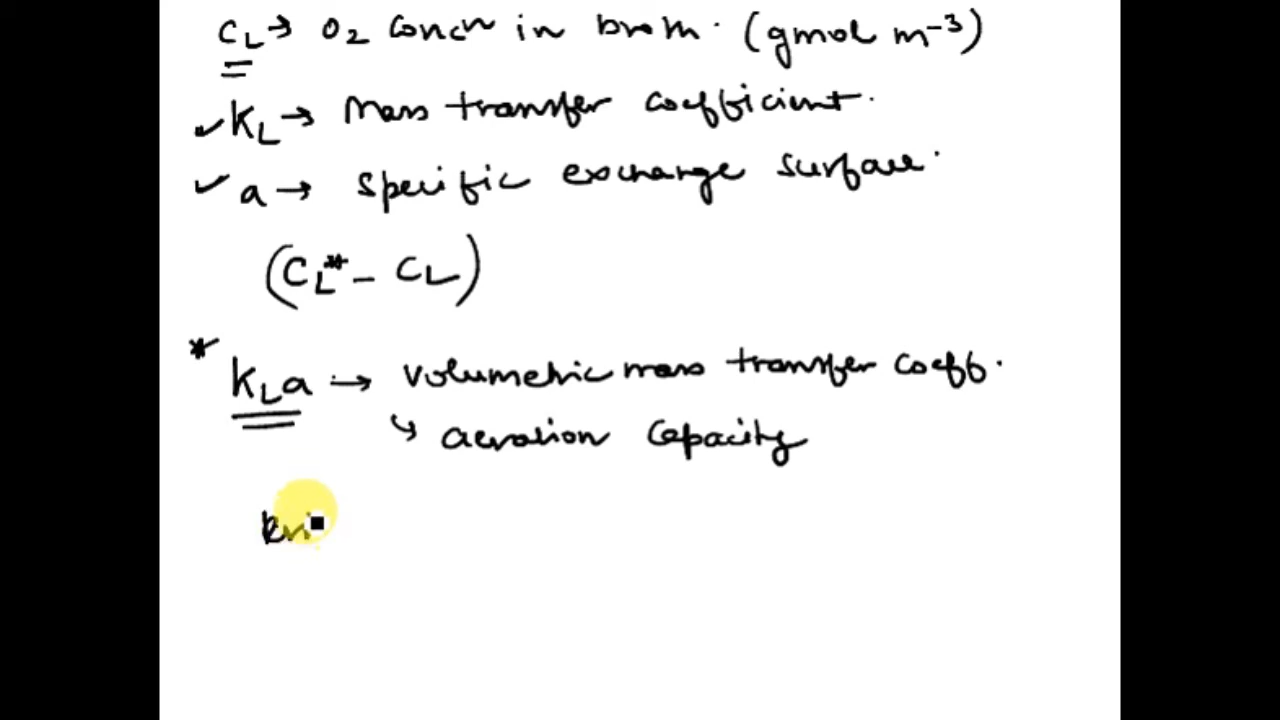 CL → O2 Concn in broth. (gmol m⁻³)
✓ KL → Mass transfer coefficient.
✓ a → specific exchange surface.
(CL* - CL)
* KLa → volumetric mass transfer coeff.
↳ aeration capacity